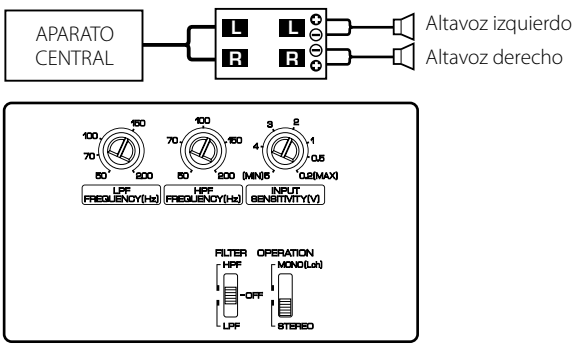 APARATO
CENTRAL
L L ⊕ ⊖
R R ⊖ ⊕
Altavoz izquierdo
Altavoz derecho
100 150
70
50 200
LPF
FREQUENCY(Hz)
100
70 150
50 200
HPF
FREQUENCY(Hz)
3 2
4 1
0.5
(MIN)5 0.2(MAX)
INPUT
SENSITIVITY(V)
FILTER OPERATION
HPF MONO(Lch)
OFF
LPF STEREO